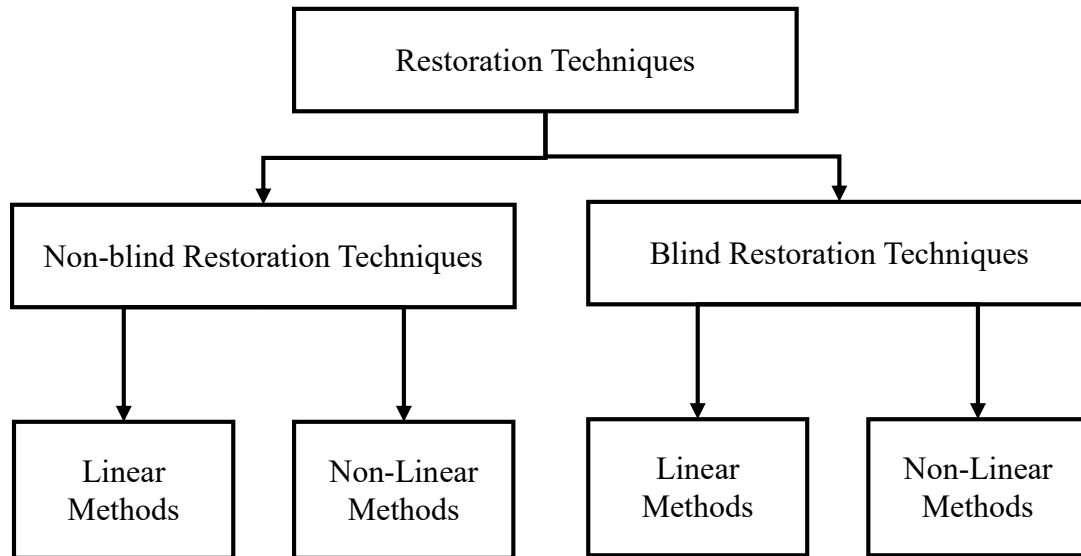 Restoration Techniques
Non-blind Restoration Techniques
Blind Restoration Techniques
Linear
Methods
Non-Linear
Methods
Linear
Methods
Non-Linear
Methods